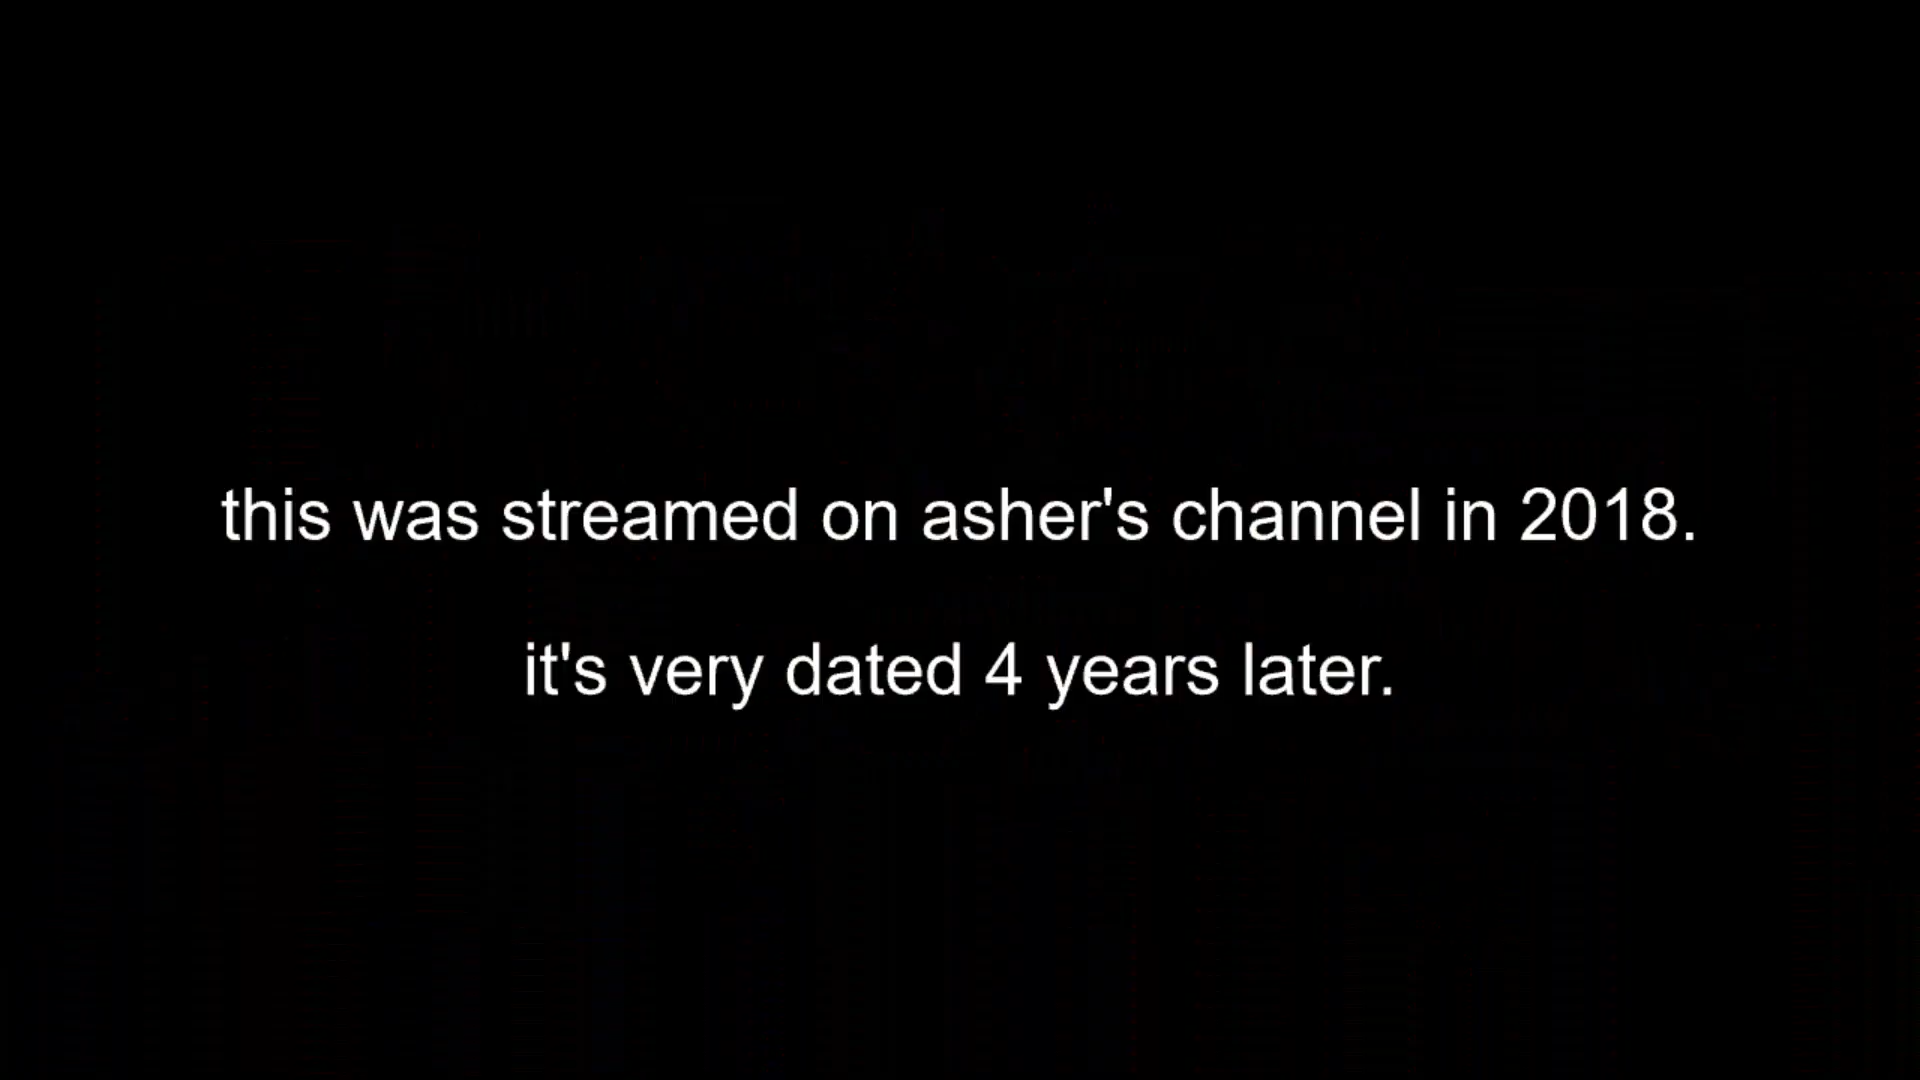 this was streamed on asher's channel in 2018.
it's very dated 4 years later.